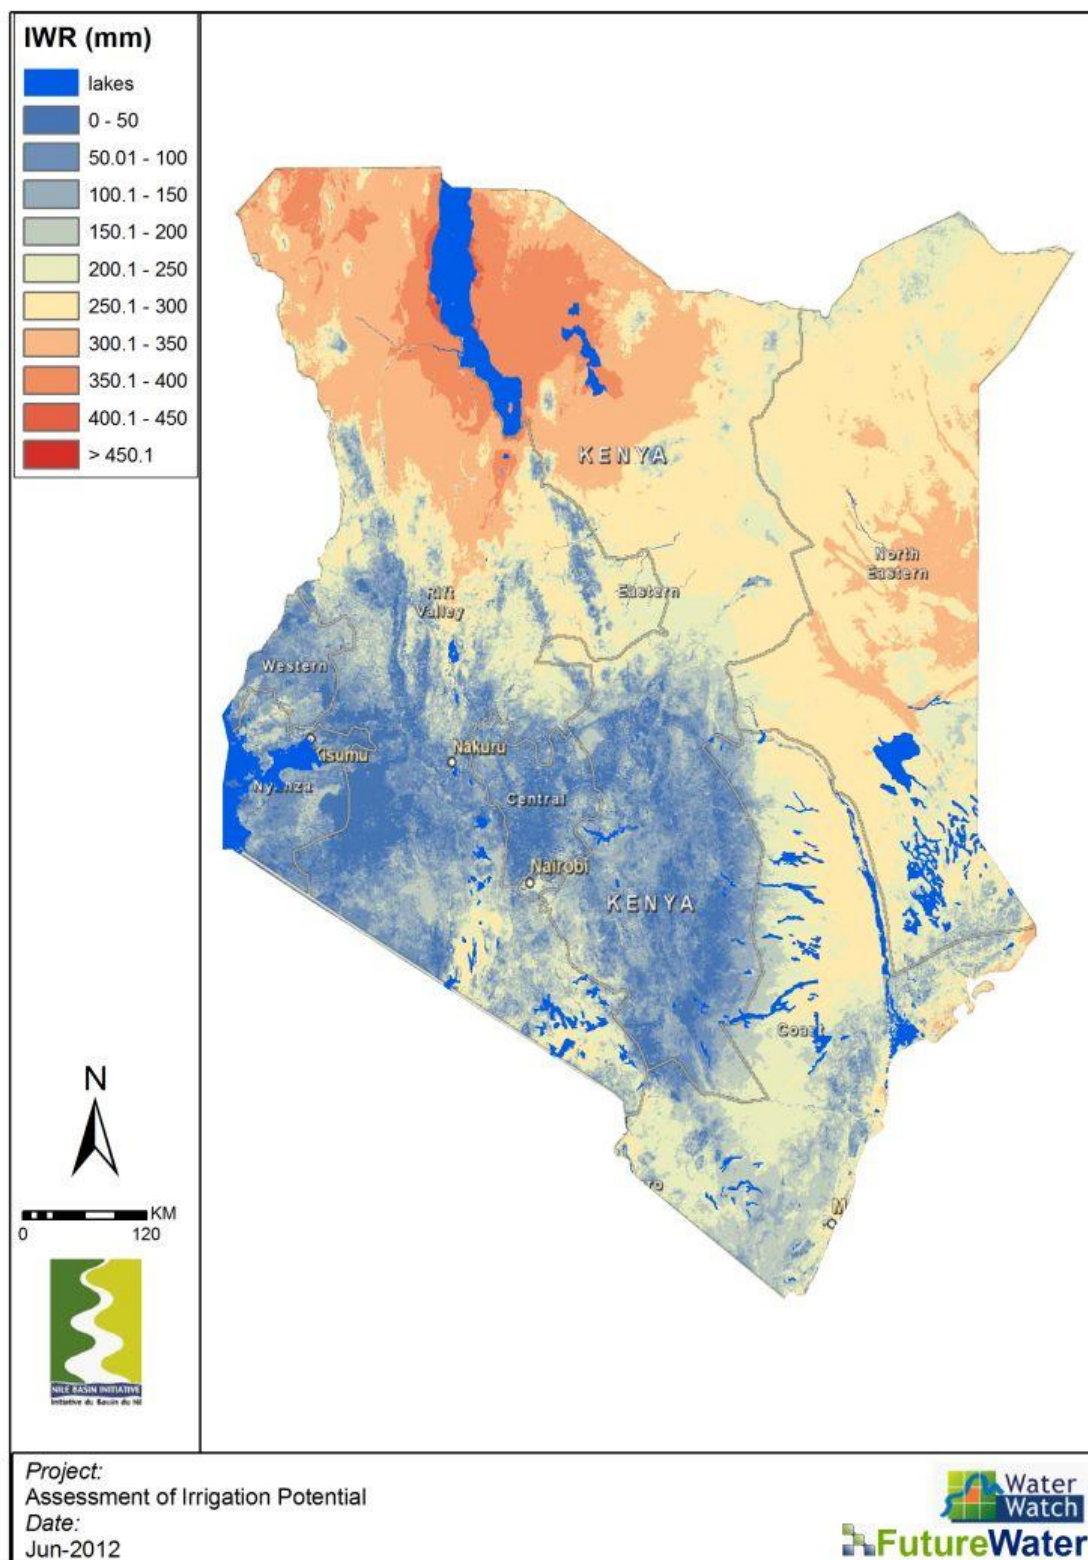 IWR (mm)
lakes
0 - 50
50.01 - 100
100.1 - 150
150.1 - 200
200.1 - 250
250.1 - 300
300.1 - 350
350.1 - 400
400.1 - 450
> 450.1
KENYA
North
Eastern
Rift
Valley
Eastern
Western
Kisumu
Nakuru
Central
Nairobi
KENYA
Coast
ro
M
N
KM
0
120
NILE BASIN INITIATIVE
Initiative du Bassin du Nil
Project:
Assessment of Irrigation Potential
Date:
Jun-2012
Water
Watch
FutureWater